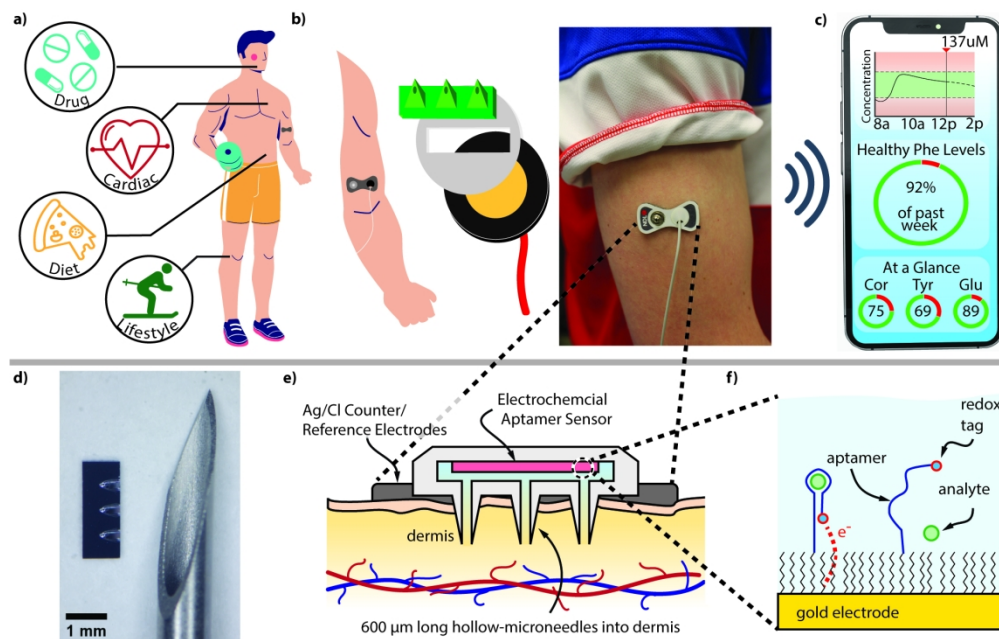 a)
Drug
Cardiac
Diet
Lifestyle
b)
c)
137uM
Concentration
8a 10a 12p 2p
Healthy Phe Levels
92%
of past
week
At a Glance
Cor Tyr Glu
75 69 89
d)
1 mm
e)
Ag/Cl Counter/
Reference Electrodes
Electrochemcial
Aptamer Sensor
dermis
600 µm long hollow-microneedles into dermis
f)
redox
tag
aptamer
analyte
e-
gold electrode